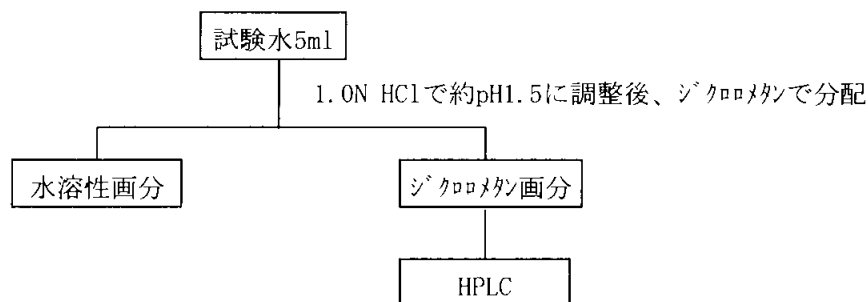 試験水5ml
1.0N HClで約pH1.5に調整後、ｼﾞｸﾛﾛﾒﾀﾝで分配
水溶性画分
ｼﾞｸﾛﾛﾒﾀﾝ画分
HPLC